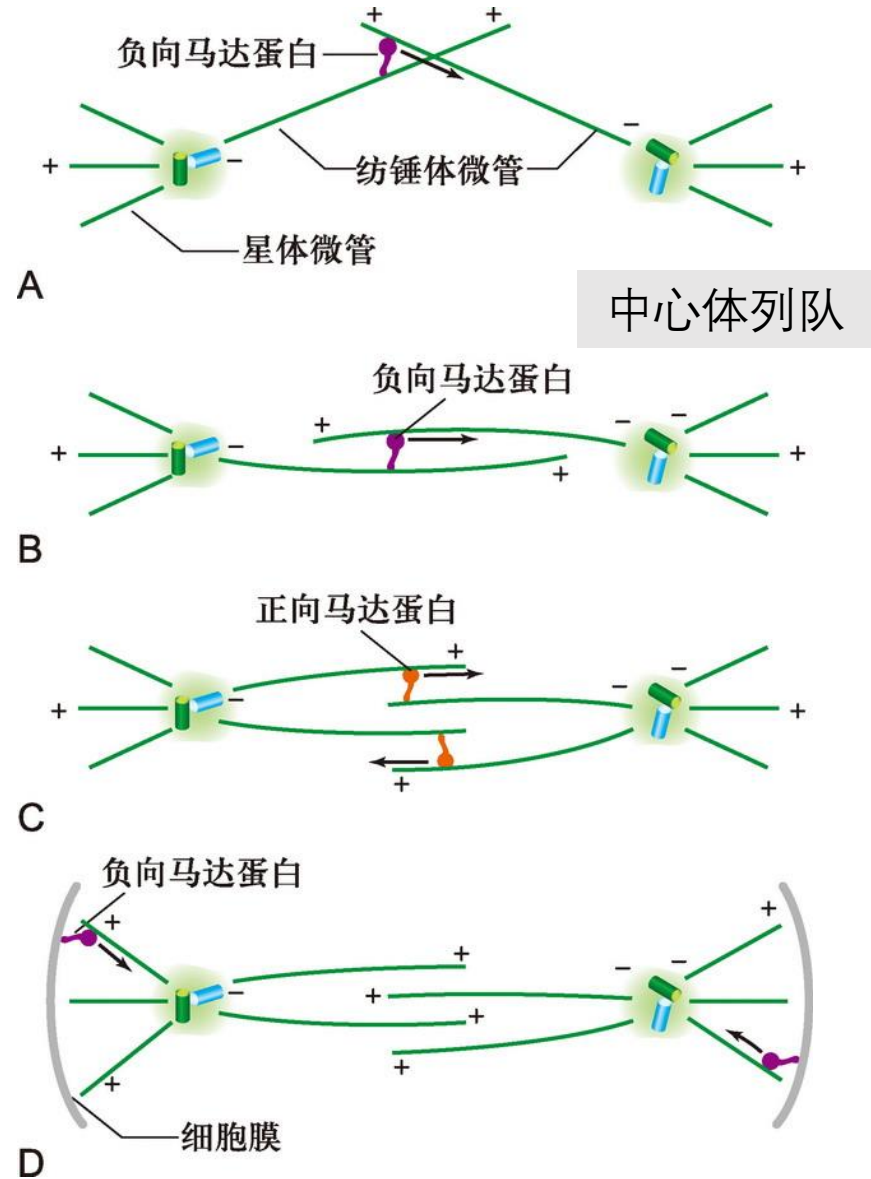 + +
负向马达蛋白
−
+ − +
纺锤体微管
星体微管
A
中心体列队
负向马达蛋白
+ − −
+ − +
+
B
正向马达蛋白
+
− −
+ − +
+
C
负向马达蛋白
+ +
+ − −
− + +
+ +
细胞膜
D